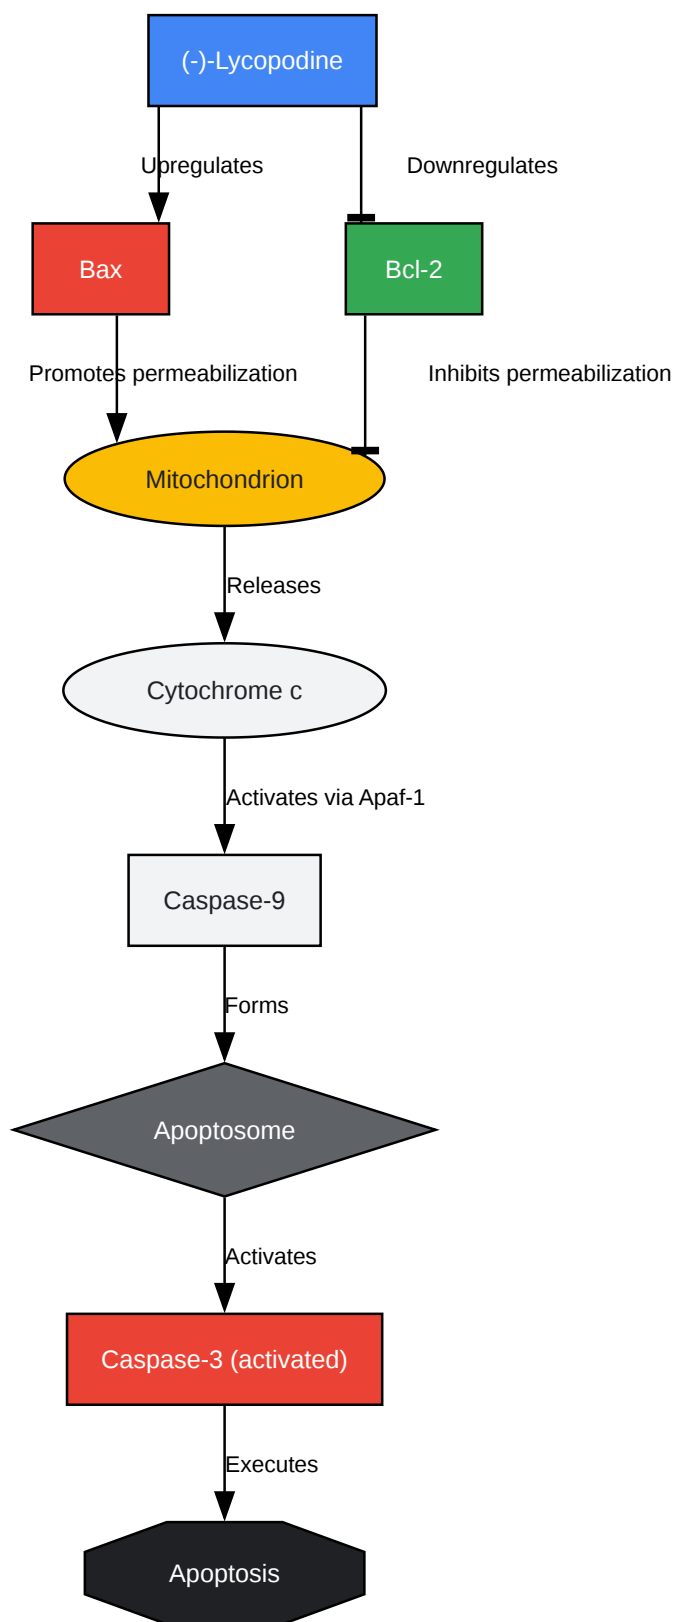 (-)-Lycopodine
Upregulates
Downregulates
Bax
Bcl-2
Promotes permeabilization
Inhibits permeabilization
Mitochondrion
Releases
Cytochrome c
Activates via Apaf-1
Caspase-9
Forms
Apoptosome
Activates
Caspase-3 (activated)
Executes
Apoptosis